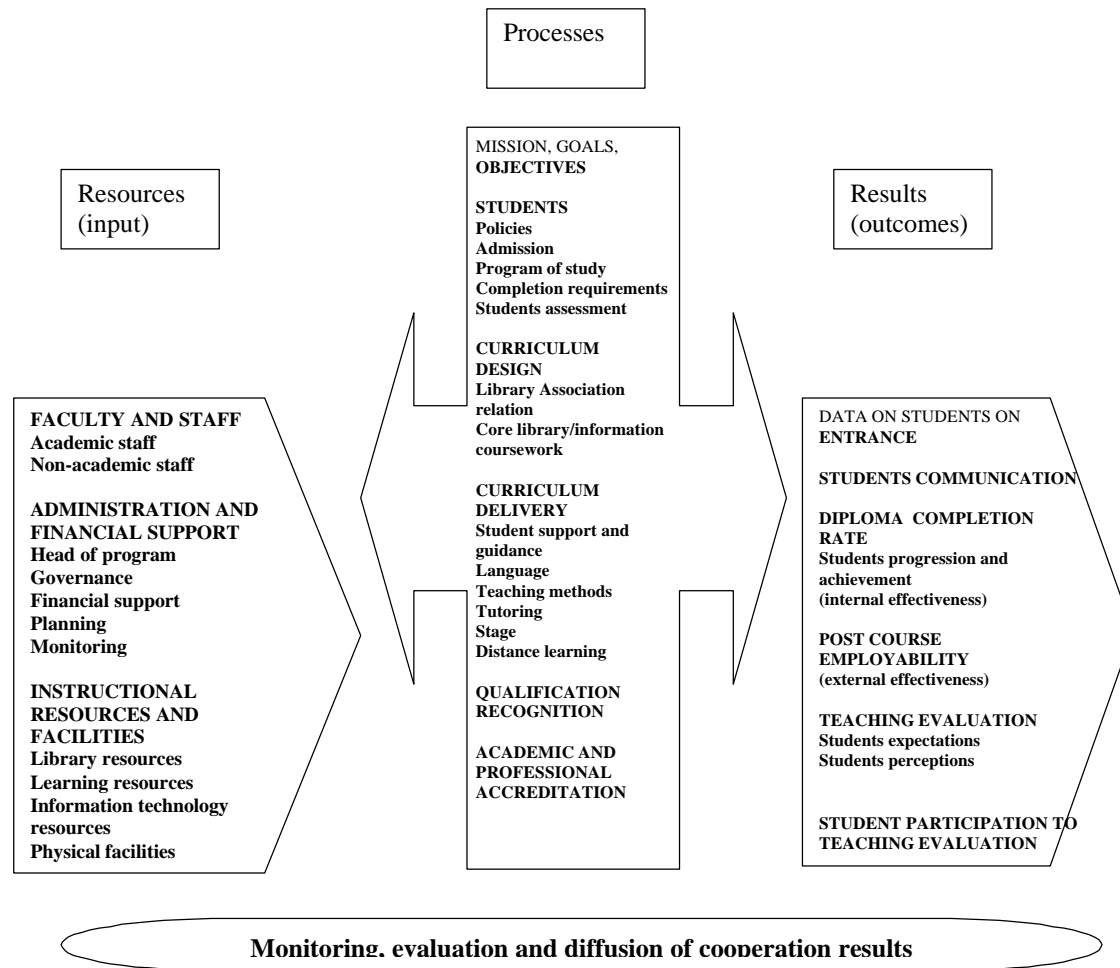 Processes
Resources
(input)
Results
(outcomes)
FACULTY AND STAFF
Academic staff
Non-academic staff
ADMINISTRATION AND
FINANCIAL SUPPORT
Head of program
Governance
Financial support
Planning
Monitoring
INSTRUCTIONAL
RESOURCES AND
FACILITIES
Library resources
Learning resources
Information technology
resources
Physical facilities
MISSION, GOALS,
OBJECTIVES
STUDENTS
Policies
Admission
Program of study
Completion requirements
Students assessment
CURRICULUM
DESIGN
Library Association
relation
Core library/information
coursework
CURRICULUM
DELIVERY
Student support and
guidance
Language
Teaching methods
Tutoring
Stage
Distance learning
QUALIFICATION
RECOGNITION
ACADEMIC AND
PROFESSIONAL
ACCREDITATION
DATA ON STUDENTS ON
ENTRANCE
STUDENTS COMMUNICATION
DIPLOMA COMPLETION
RATE
Students progression and
achievement
(internal effectiveness)
POST COURSE
EMPLOYABILITY
(external effectiveness)
TEACHING EVALUATION
Students expectations
Students perceptions
STUDENT PARTICIPATION TO
TEACHING EVALUATION
Monitoring, evaluation and diffusion of cooperation results